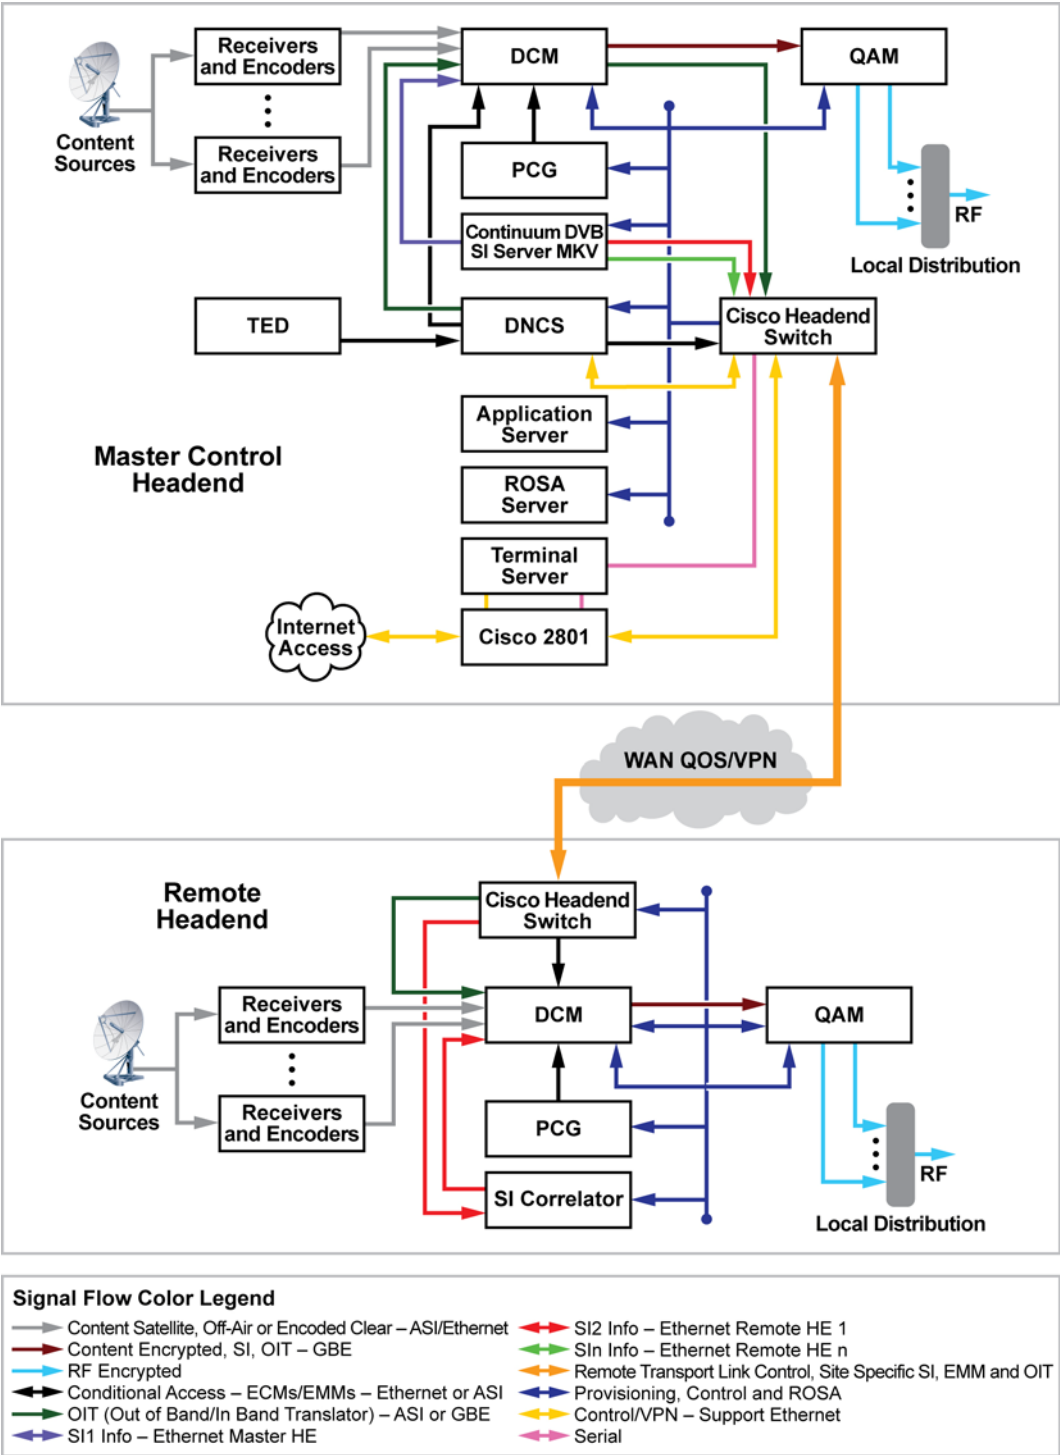 Receivers
and Encoders
DCM
QAM
Content
Sources
Receivers
and Encoders
PCG
RF
Continuum DVB
SI Server MKV
Local Distribution
TED
DNCS
Cisco Headend
Switch
Application
Server
Master Control
Headend
ROSA
Server
Terminal
Server
Internet
Access
Cisco 2801
WAN QOS/VPN
Remote
Headend
Cisco Headend
Switch
Receivers
and Encoders
DCM
QAM
Content
Sources
Receivers
and Encoders
PCG
RF
SI Correlator
Local Distribution
Signal Flow Color Legend
Content Satellite, Off-Air or Encoded Clear – ASI/Ethernet
Content Encrypted, SI, OIT – GBE
RF Encrypted
Conditional Access – ECMs/EMMs – Ethernet or ASI
OIT (Out of Band/In Band Translator) – ASI or GBE
SI1 Info – Ethernet Master HE
SI2 Info – Ethernet Remote HE 1
SIn Info – Ethernet Remote HE n
Remote Transport Link Control, Site Specific SI, EMM and OIT
Provisioning, Control and ROSA
Control/VPN – Support Ethernet
Serial